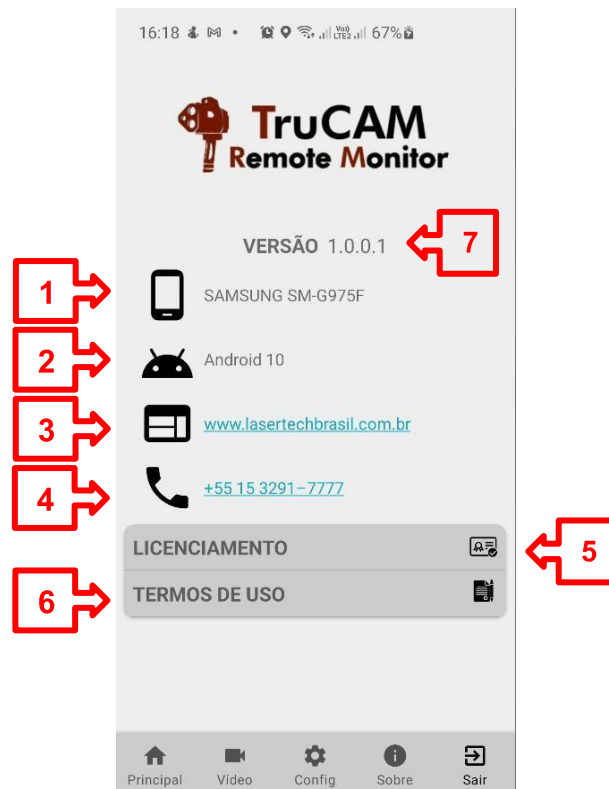 16:18 67%
Vo))
LTE2
TruCAM
Remote Monitor
VERSÃO 1.0.0.1
7
1
SAMSUNG SM-G975F
2
Android 10
3
www.lasertechbrasil.com.br
4
+55 15 3291–7777
LICENCIAMENTO
5
6
TERMOS DE USO
Principal Vídeo Config Sobre Sair